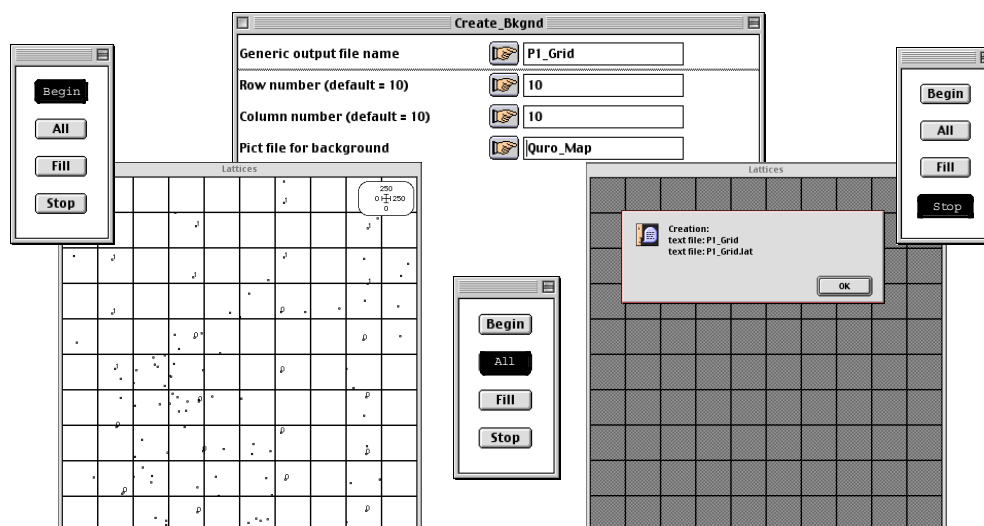 Create_Bkgnd
Generic output file name P1_Grid
Row number (default = 10) 10
Column number (default = 10) 10
Pict file for background Quro_Map
Begin
All
Fill
Stop
Lattices
250
0 250
0
Begin
All
Fill
Stop
Lattices
Creation:
text file: P1_Grid
text file: P1_Grid.lat
OK
Begin
All
Fill
Stop